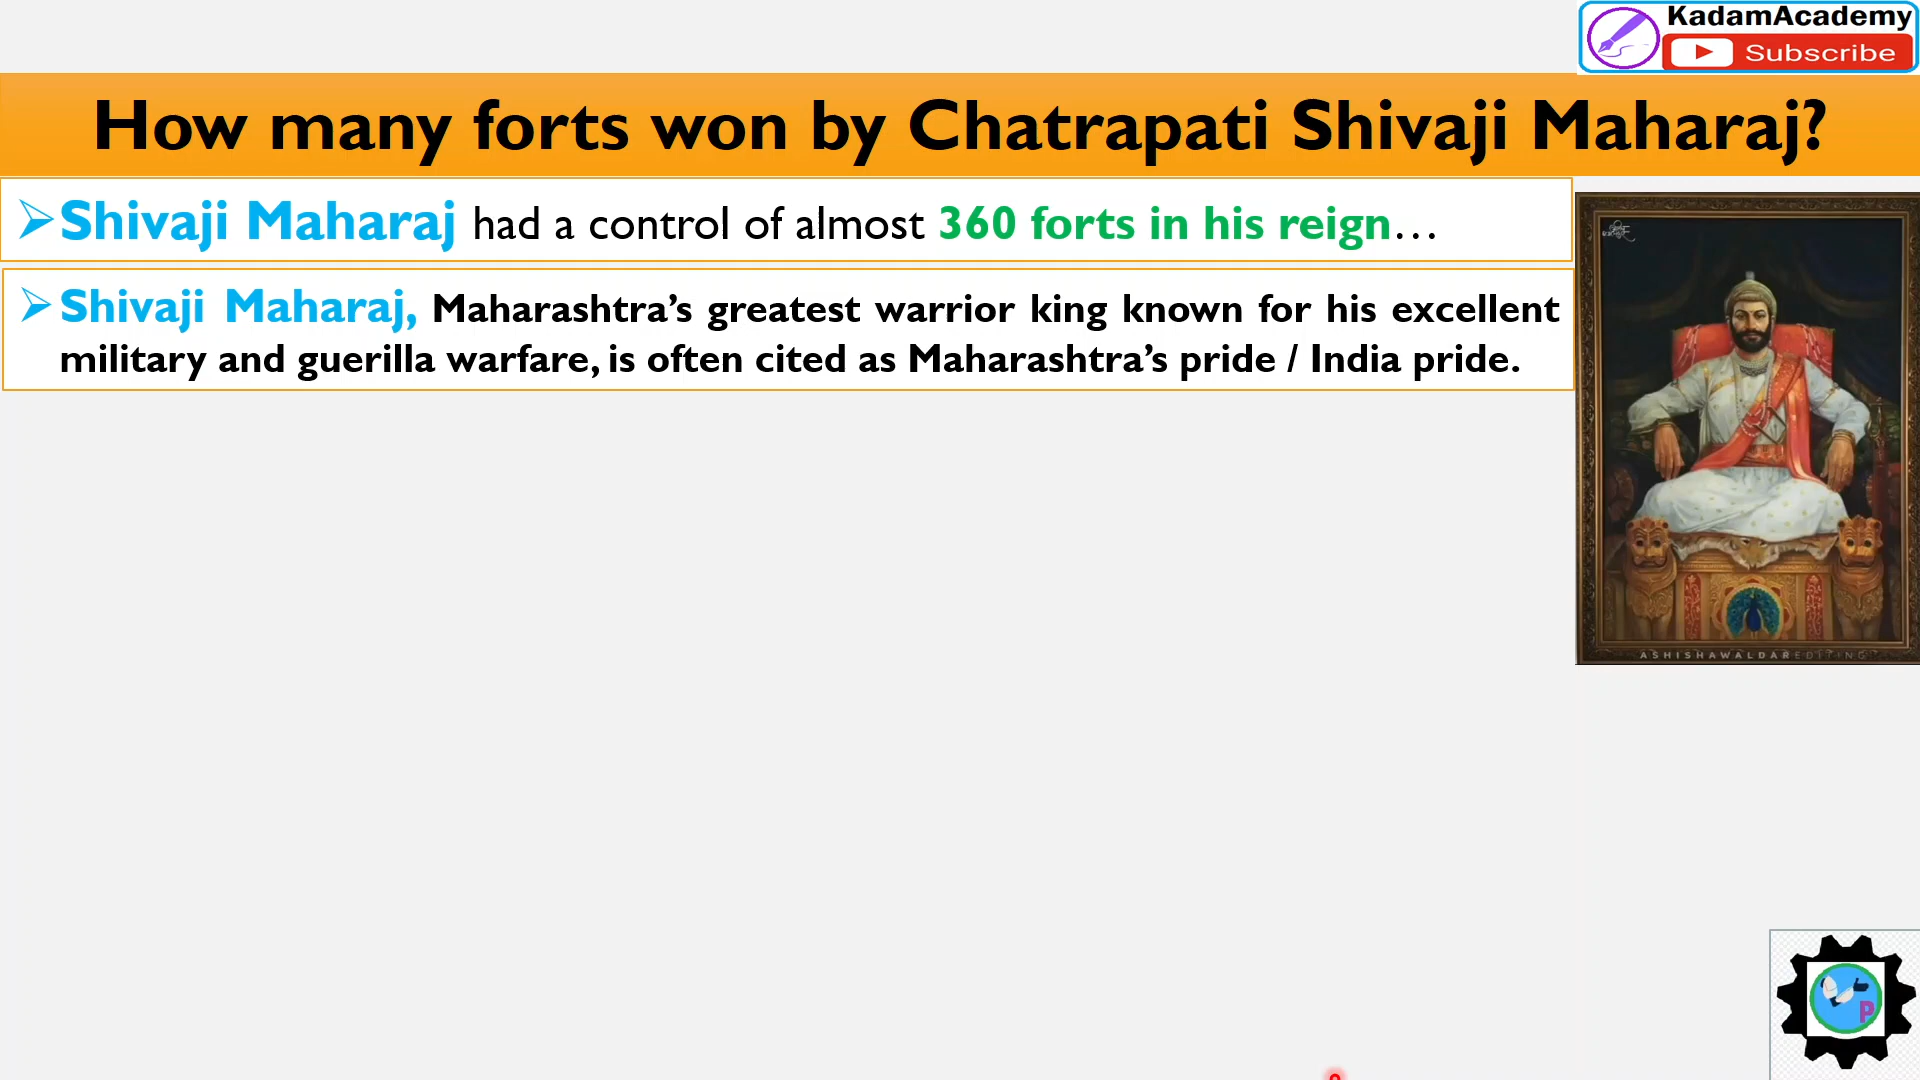 KadamAcademy
Subscribe
How many forts won by Chatrapati Shivaji Maharaj?
➢Shivaji Maharaj had a control of almost 360 forts in his reign…
➢Shivaji Maharaj, Maharashtra’s greatest warrior king known for his excellent
military and guerilla warfare, is often cited as Maharashtra’s pride / India pride.
ASHISHAWALDAREDITING
P